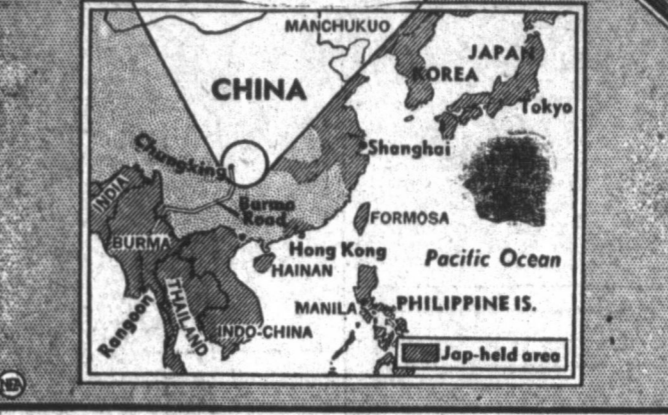 MANCHUKUO
JAPAN
KOREA
CHINA
Tokyo
Chungking
Shanghai
INDIA
Burma
Road
FORMOSA
BURMA
Hong Kong
Pacific Ocean
HAINAN
Rangoon
THAILAND
MANILA
PHILIPPINE IS.
INDO-CHINA
Jap-held area
NEA